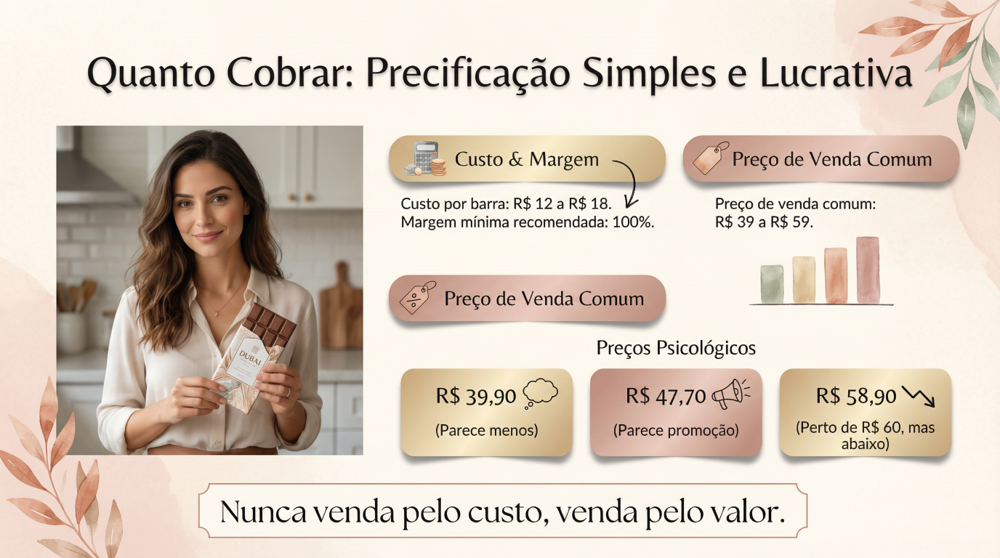 Quanto Cobrar: Precificação Simples e Lucrativa
Custo & Margem
Custo por barra: R$ 12 a R$ 18.
Margem mínima recomendada: 100%.
Preço de Venda Comum
Preço de venda comum:
R$ 39 a R$ 59.
%
Preço de Venda Comum
DUBAI
Preços Psicológicos
R$ 39,90
(Parece menos)
R$ 47,70
(Parece promoção)
R$ 58,90
(Perto de R$ 60, mas
abaixo)
Nunca venda pelo custo, venda pelo valor.